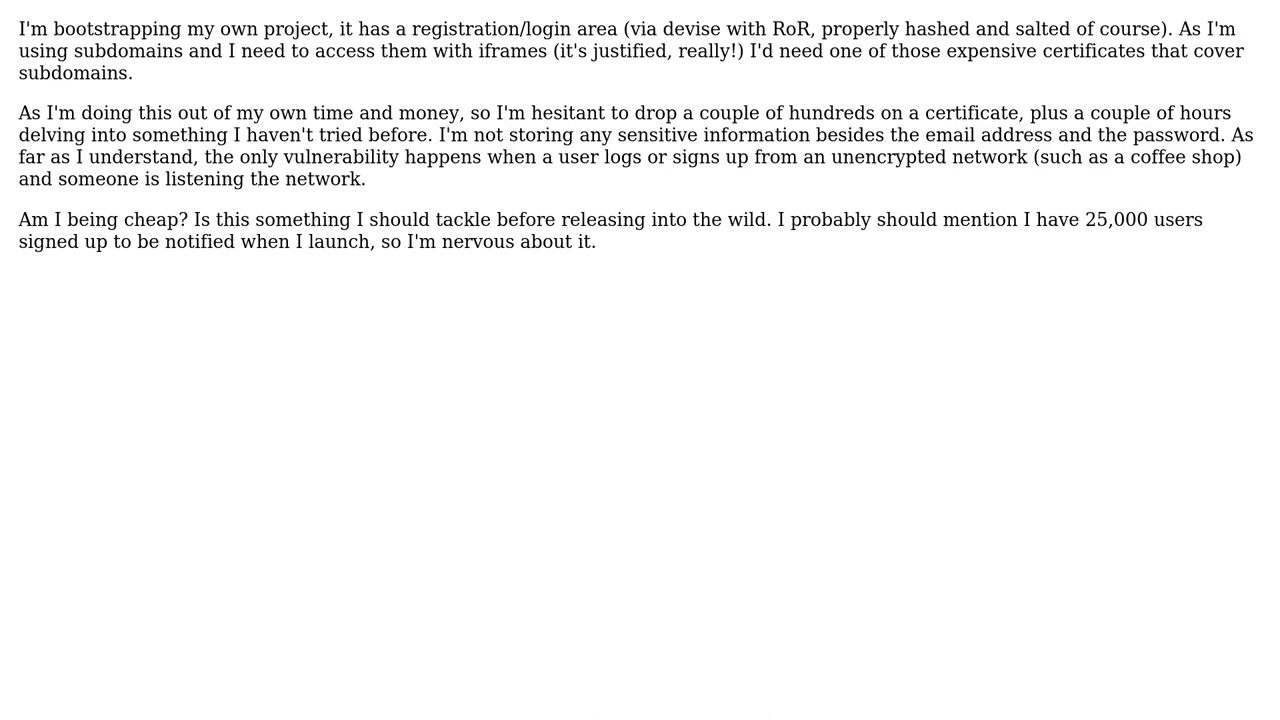 I'm bootstrapping my own project, it has a registration/login area (via devise with RoR, properly hashed and salted of course). As I'm
using subdomains and I need to access them with iframes (it's justified, really!) I'd need one of those expensive certificates that cover
subdomains.
As I'm doing this out of my own time and money, so I'm hesitant to drop a couple of hundreds on a certificate, plus a couple of hours
delving into something I haven't tried before. I'm not storing any sensitive information besides the email address and the password. As
far as I understand, the only vulnerability happens when a user logs or signs up from an unencrypted network (such as a coffee shop)
and someone is listening the network.
Am I being cheap? Is this something I should tackle before releasing into the wild. I probably should mention I have 25,000 users
signed up to be notified when I launch, so I'm nervous about it.